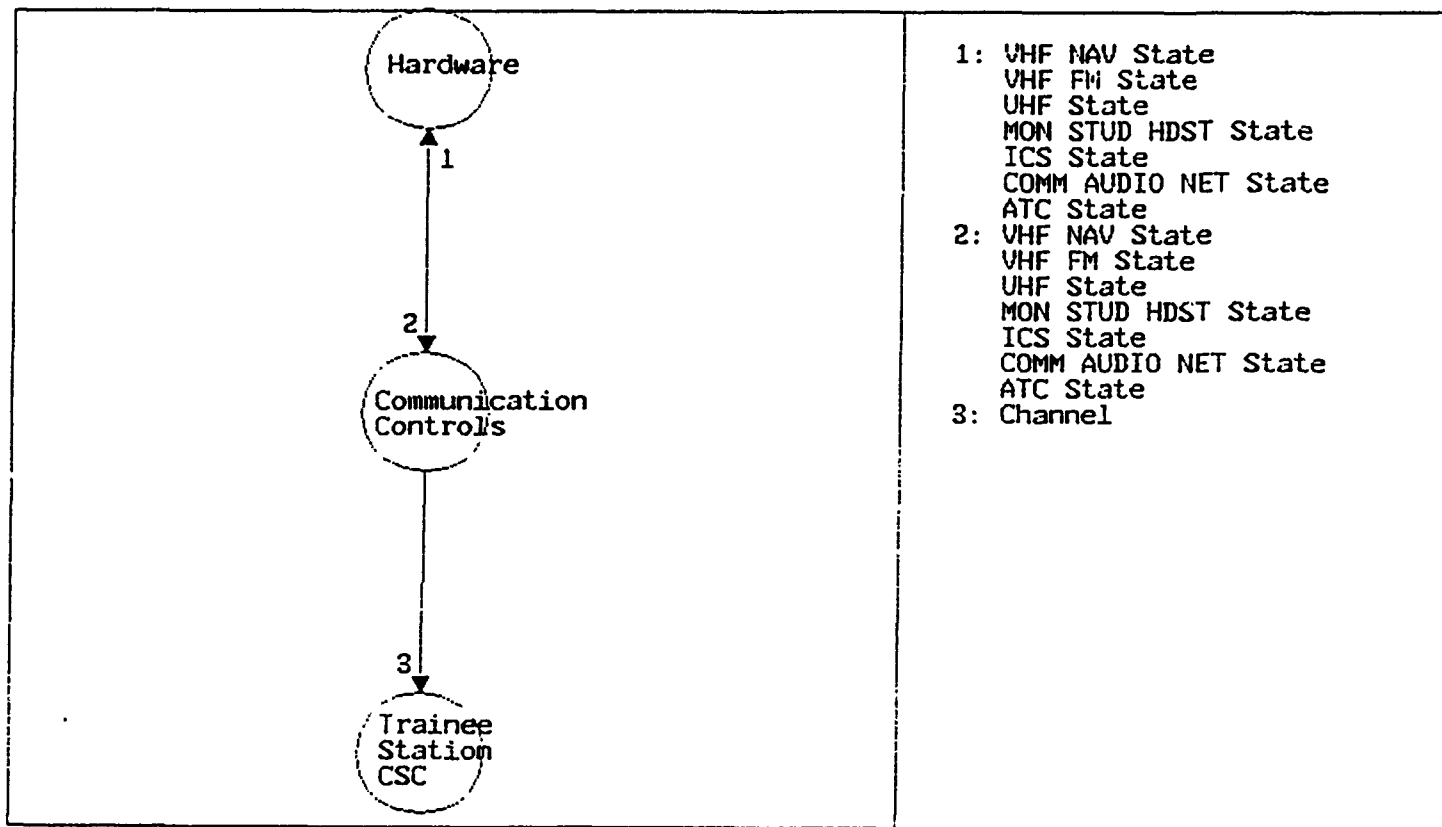 Hardware
1
2
Communication
Controls
3
Trainee
Station
CSC
1: VHF NAV State
VHF FM State
UHF State
MON STUD HDST State
ICS State
COMM AUDIO NET State
ATC State
2: VHF NAV State
VHF FM State
UHF State
MON STUD HDST State
ICS State
COMM AUDIO NET State
ATC State
3: Channel